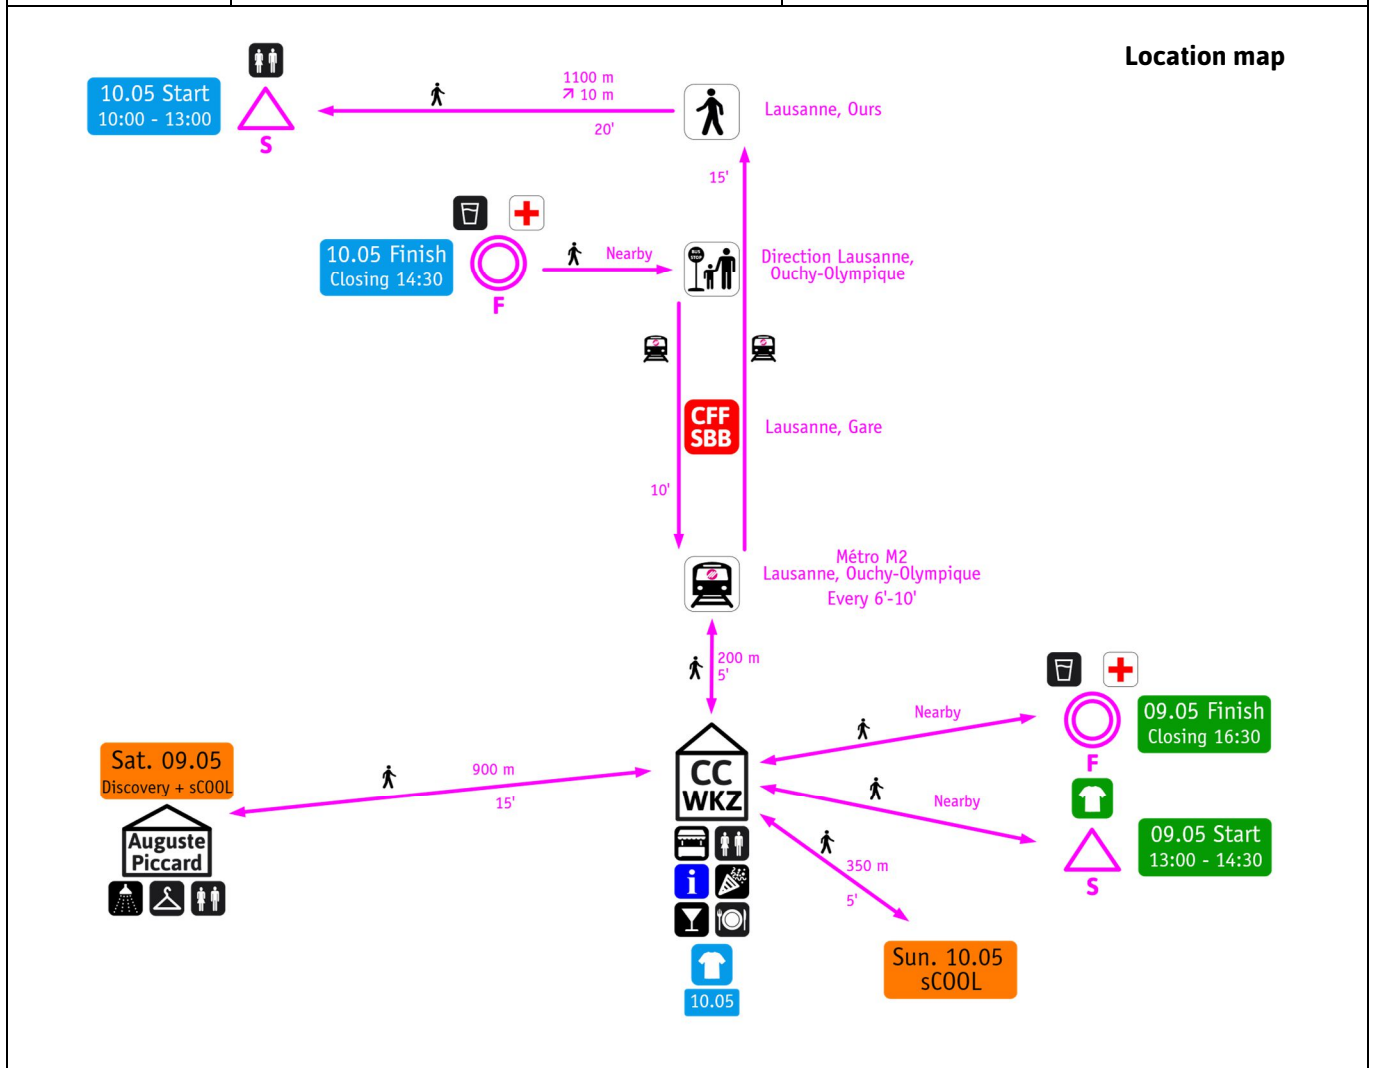 Location map
10.05 Start
10:00 - 13:00
S
1100 m
↗ 10 m
20'
Lausanne, Ours
15'
10.05 Finish
Closing 14:30
F
Nearby
BUS
STOP
Direction Lausanne,
Ouchy-Olympique
CFF
SBB
Lausanne, Gare
10'
Métro M2
Lausanne, Ouchy-Olympique
Every 6'-10'
200 m
5'
Nearby
09.05 Finish
Closing 16:30
F
Sat. 09.05
Discovery + sCOOL
900 m
15'
CC
WKZ
Nearby
Auguste
Piccard
09.05 Start
13:00 - 14:30
S
350 m
5'
i
Sun. 10.05
sCOOL
10.05